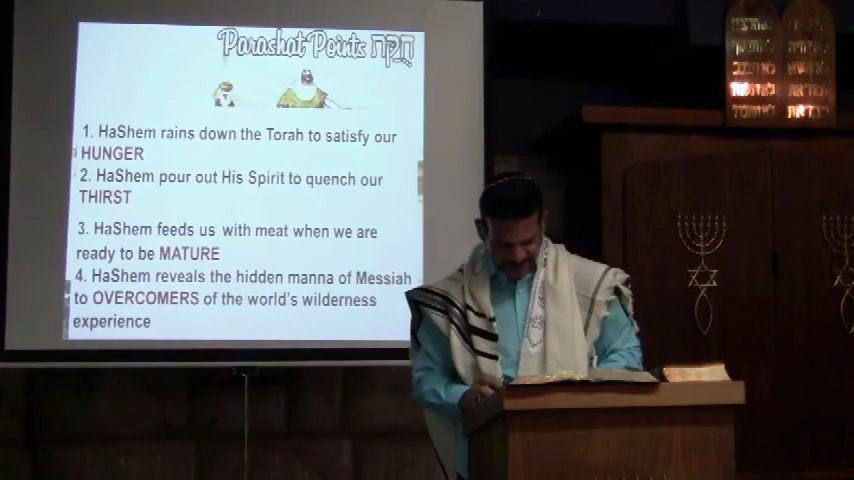 Parashat Points חֻקַּת
1. HaShem rains down the Torah to satisfy our
HUNGER
2. HaShem pour out His Spirit to quench our
THIRST
3. HaShem feeds us with meat when we are
ready to be MATURE
4. HaShem reveals the hidden manna of Messiah
to OVERCOMERS of the world's wilderness
experience